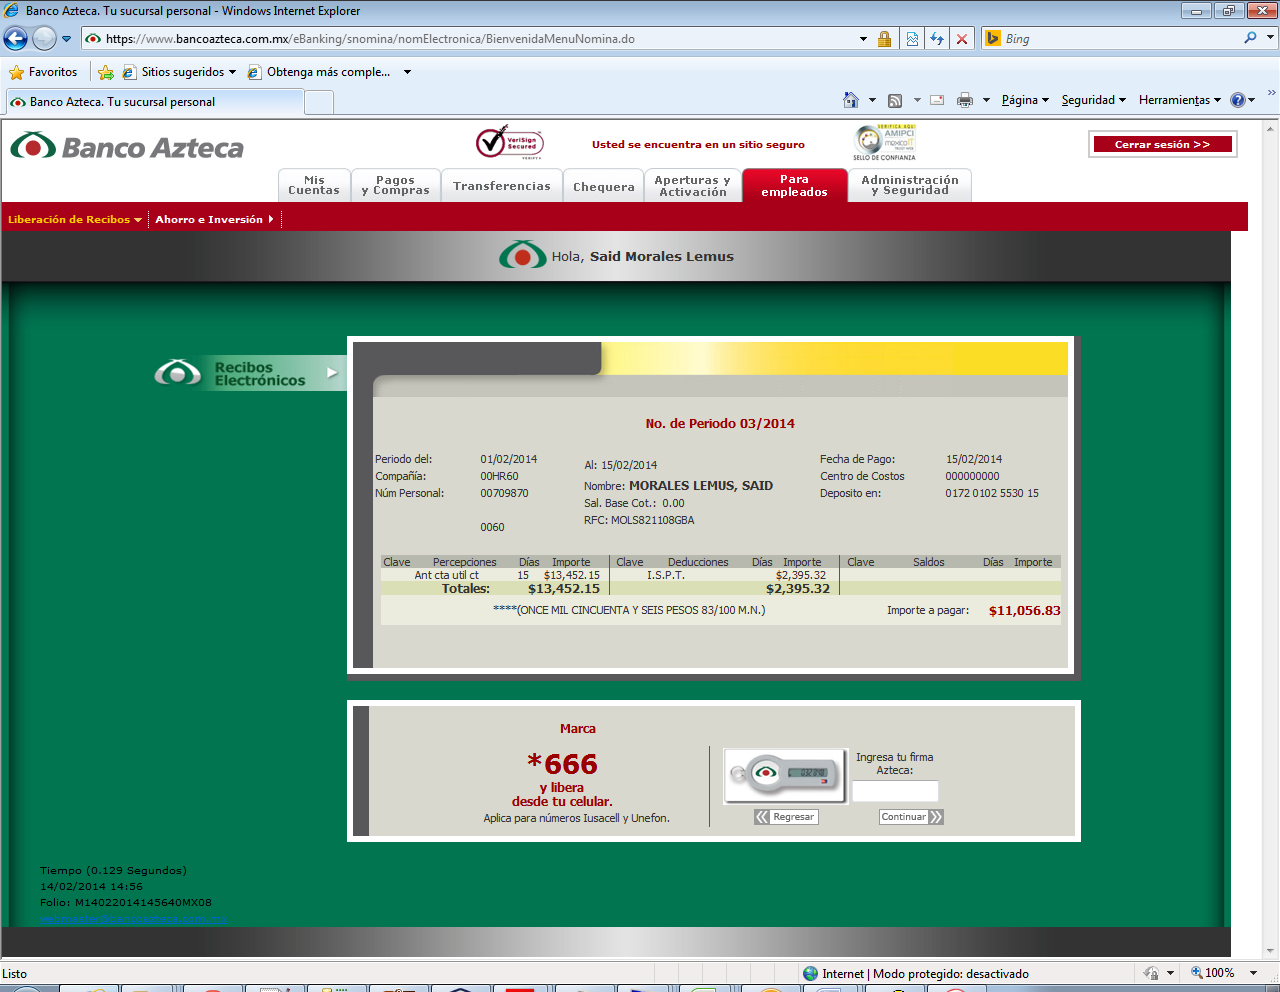 Banco Azteca. Tu sucursal personal - Windows Internet Explorer
https://www.bancoazteca.com.mx/eBanking/snomina/nomElectronica/BienvenidaMenuNomina.do
Bing
Favoritos
Sitios sugeridos
Obtenga más comple...
Banco Azteca. Tu sucursal personal
Página
Seguridad
Herramientas
Banco Azteca
VeriSign
Secured
VERIFY
Usted se encuentra en un sitio seguro
VERIFICA AQUI
AMIPCI
SELLO DE CONFIANZA
Cerrar sesión >>
Mis
Cuentas
Pagos
y Compras
Transferencias
Chequera
Aperturas y
Activación
Para
empleados
Administración
y Seguridad
Liberación de Recibos
Ahorro e Inversión
Hola, Said Morales Lemus
Recibos
Electrónicos
No. de Periodo 03/2014
Periodo del: 01/02/2014 Al: 15/02/2014 Fecha de Pago: 15/02/2014
Compañía: 00HR60 Nombre: MORALES LEMUS, SAID Centro de Costos 000000000
Núm Personal: 00709870 Sal. Base Cot.: 0.00 Deposito en: 0172 0102 5530 15
0060 RFC: MOLS821108GBA
Clave Percepciones Días Importe Clave Deducciones Días Importe Clave Saldos Días Importe
Ant cta util ct 15 $13,452.15 I.S.P.T. $2,395.32
Totales: $13,452.15 $2,395.32
****(ONCE MIL CINCUENTA Y SEIS PESOS 83/100 M.N.) Importe a pagar: $11,056.83
Marca
*666
y libera
desde tu celular.
Aplica para números Iusacell y Unefon.
Ingresa tu firma
Azteca:
Regresar
Continuar
Tiempo (0.129 Segundos)
14/02/2014 14:56
Folio: M14022014145640MX08
Listo
Internet | Modo protegido: desactivado
100%